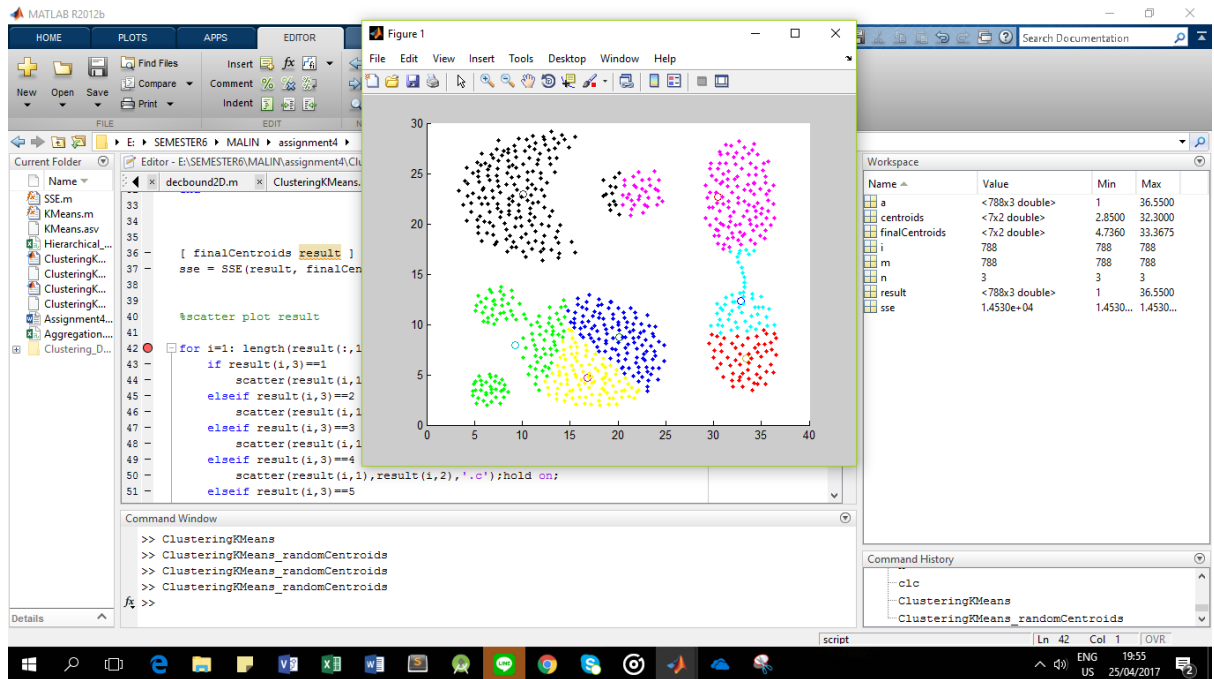 MATLAB R2012b
HOME PLOTS APPS EDITOR
Search Documentation
New Open Save
Find Files
Compare
Print
Insert
Comment
Indent
FILE EDIT
E: SEMESTER6 MALIN assignment4
Current Folder
Name
SSE.m
KMeans.m
KMeans.asv
Hierarchical_...
ClusteringK...
ClusteringK...
ClusteringK...
ClusteringK...
Assignment4...
Aggregation....
Clustering_D...
Details
Editor - E:\SEMESTER6\MALIN\assignment4\Clu
decbound2D.m ClusteringKMeans.
33
34
35
36 - [ finalCentroids result ]
37 - sse = SSE(result, finalCen
38
39
40 %scatter plot result
41
42 for i=1: length(result(:,1
43 - if result(i,3)==1
44 - scatter(result(i,1
45 - elseif result(i,3)==2
46 - scatter(result(i,1
47 - elseif result(i,3)==3
48 - scatter(result(i,1
49 - elseif result(i,3)==4
50 - scatter(result(i,1),result(i,2),'.c');hold on;
51 - elseif result(i,3)==5
Figure 1
File Edit View Insert Tools Desktop Window Help
30
25
20
15
10
5
0
0 5 10 15 20 25 30 35 40
Command Window
>> ClusteringKMeans
>> ClusteringKMeans_randomCentroids
>> ClusteringKMeans_randomCentroids
>> ClusteringKMeans_randomCentroids
fx >>
Workspace
Name Value Min Max
a <788x3 double> 1 36.5500
centroids <7x2 double> 2.8500 32.3000
finalCentroids <7x2 double> 4.7360 33.3675
i 788 788 788
m 788 788 788
n 3 3 3
result <788x3 double> 1 36.5500
sse 1.4530e+04 1.4530... 1.4530...
Command History
clc
ClusteringKMeans
ClusteringKMeans_randomCentroids
script Ln 42 Col 1 OVR
LINE
ENG
US
19:55
25/04/2017
2